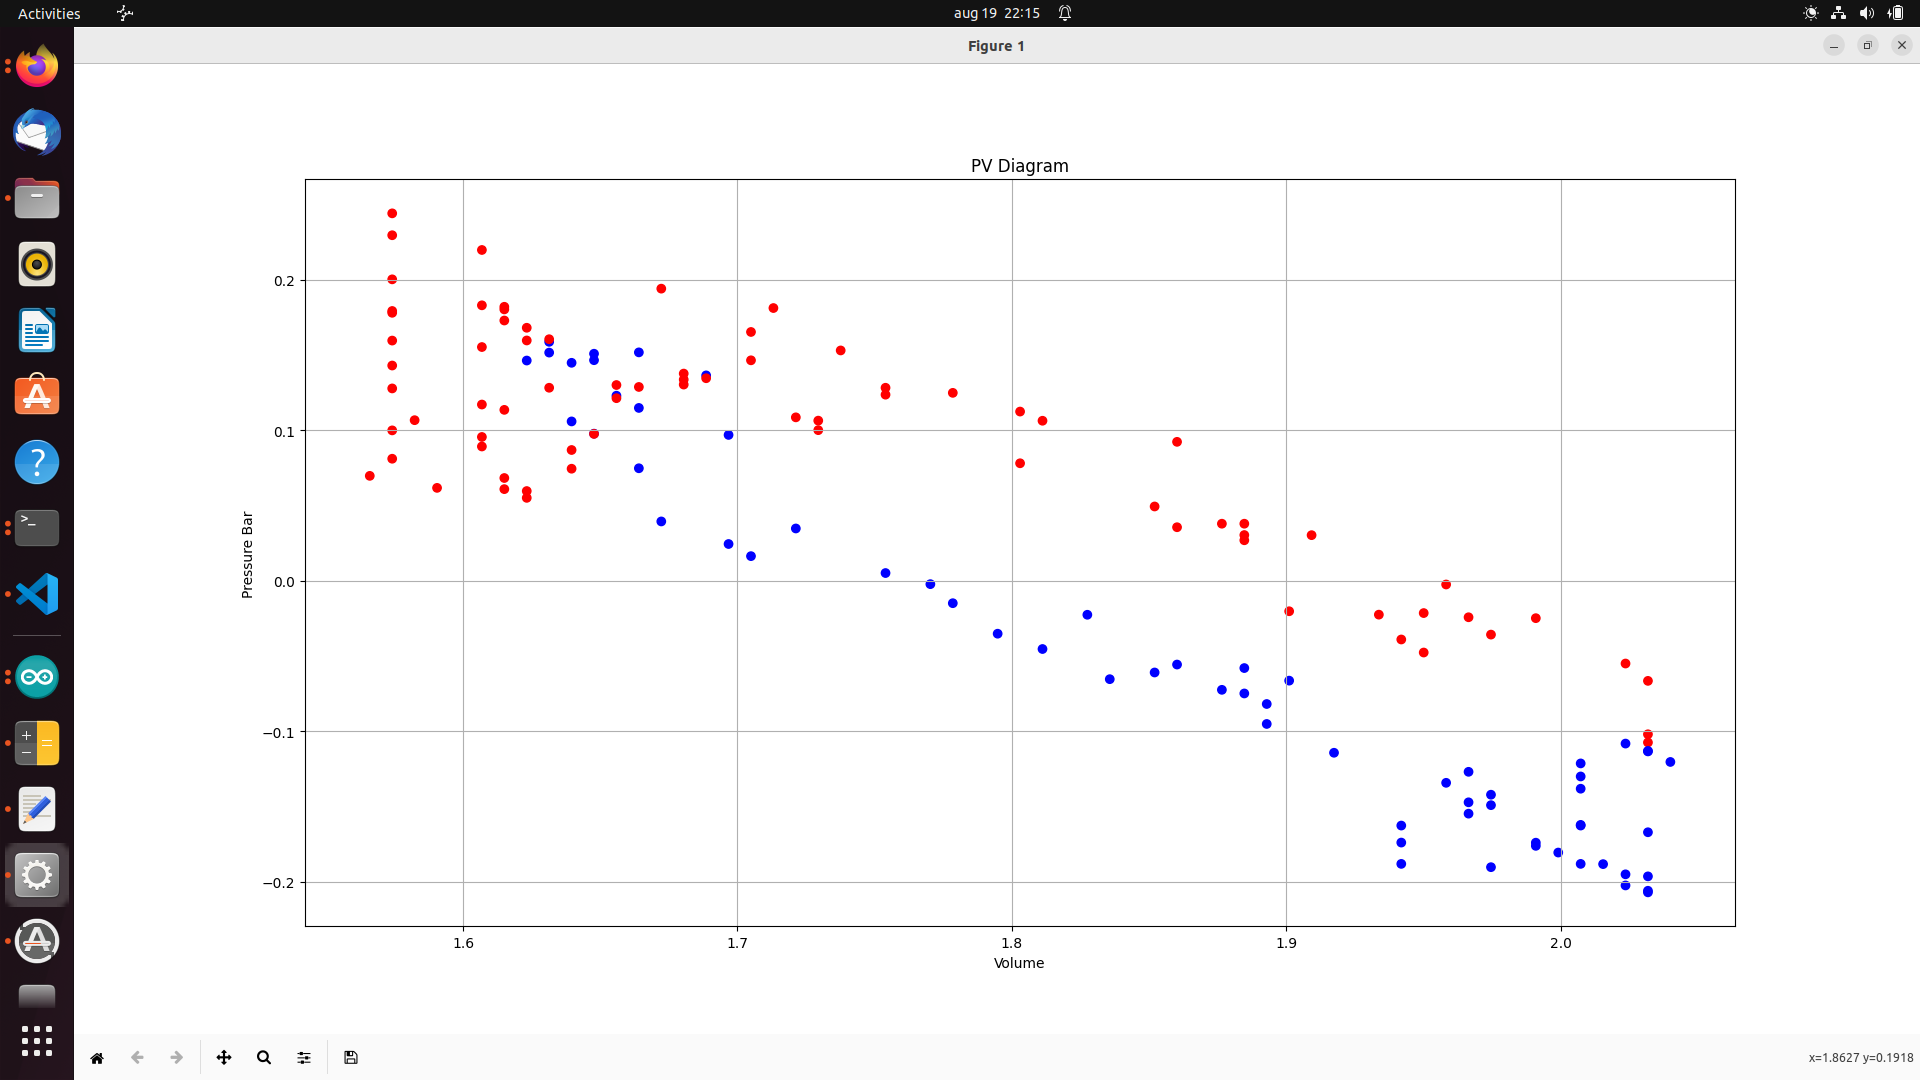 Activities
aug 19 22:15
Figure 1
PV Diagram
0.2
0.1
0.0
−0.1
−0.2
Pressure Bar
1.6 1.7 1.8 1.9 2.0
Volume
x=1.8627 y=0.1918